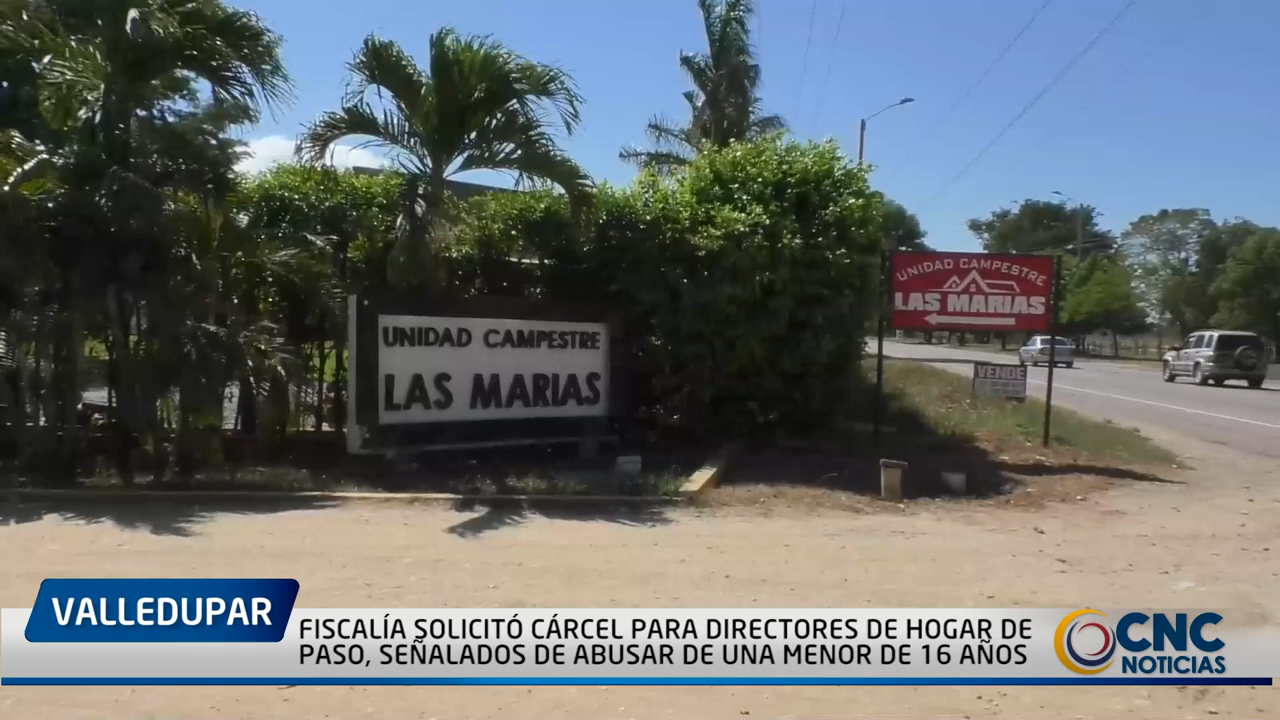 UNIDAD CAMPESTRE
LAS MARIAS
UNIDAD CAMPESTRE
LAS MARIAS
VENDE
VALLEDUPAR
FISCALÍA SOLICITÓ CÁRCEL PARA DIRECTORES DE HOGAR DE
PASO, SEÑALADOS DE ABUSAR DE UNA MENOR DE 16 AÑOS
CNC
NOTICIAS